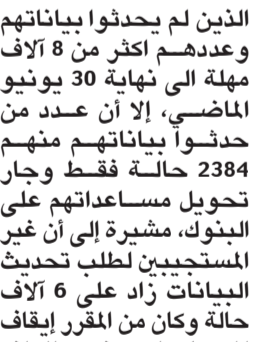 الذين لم يحدثوا بياناتهم
وعددهم اكثر من 8 آلاف
مهلة الى نهاية 30 يونيو
الماضي، إلا أن عدد من
حدثوا بياناتهم منهم
2384 حالة فقط وجار
تحويل مساعداتهم على
البنوك، مشيرة إلى أن غير
المستجيبين لطلب تحديث
البيانات زاد على 6 آلاف
حالة وكان من المقرر إيقاف